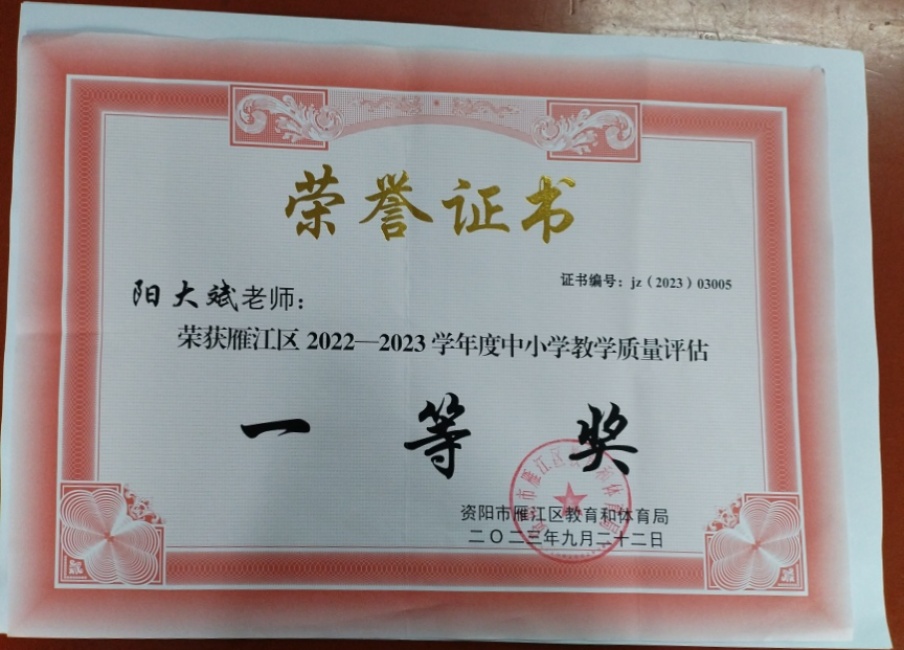 荣誉证书
证书编号：jz（2023）03005
阳大斌老师：
荣获雁江区 2022—2023 学年度中小学教学质量评估
一等奖
资阳市雁江区教育和体育局
二〇二三年九月二十二日